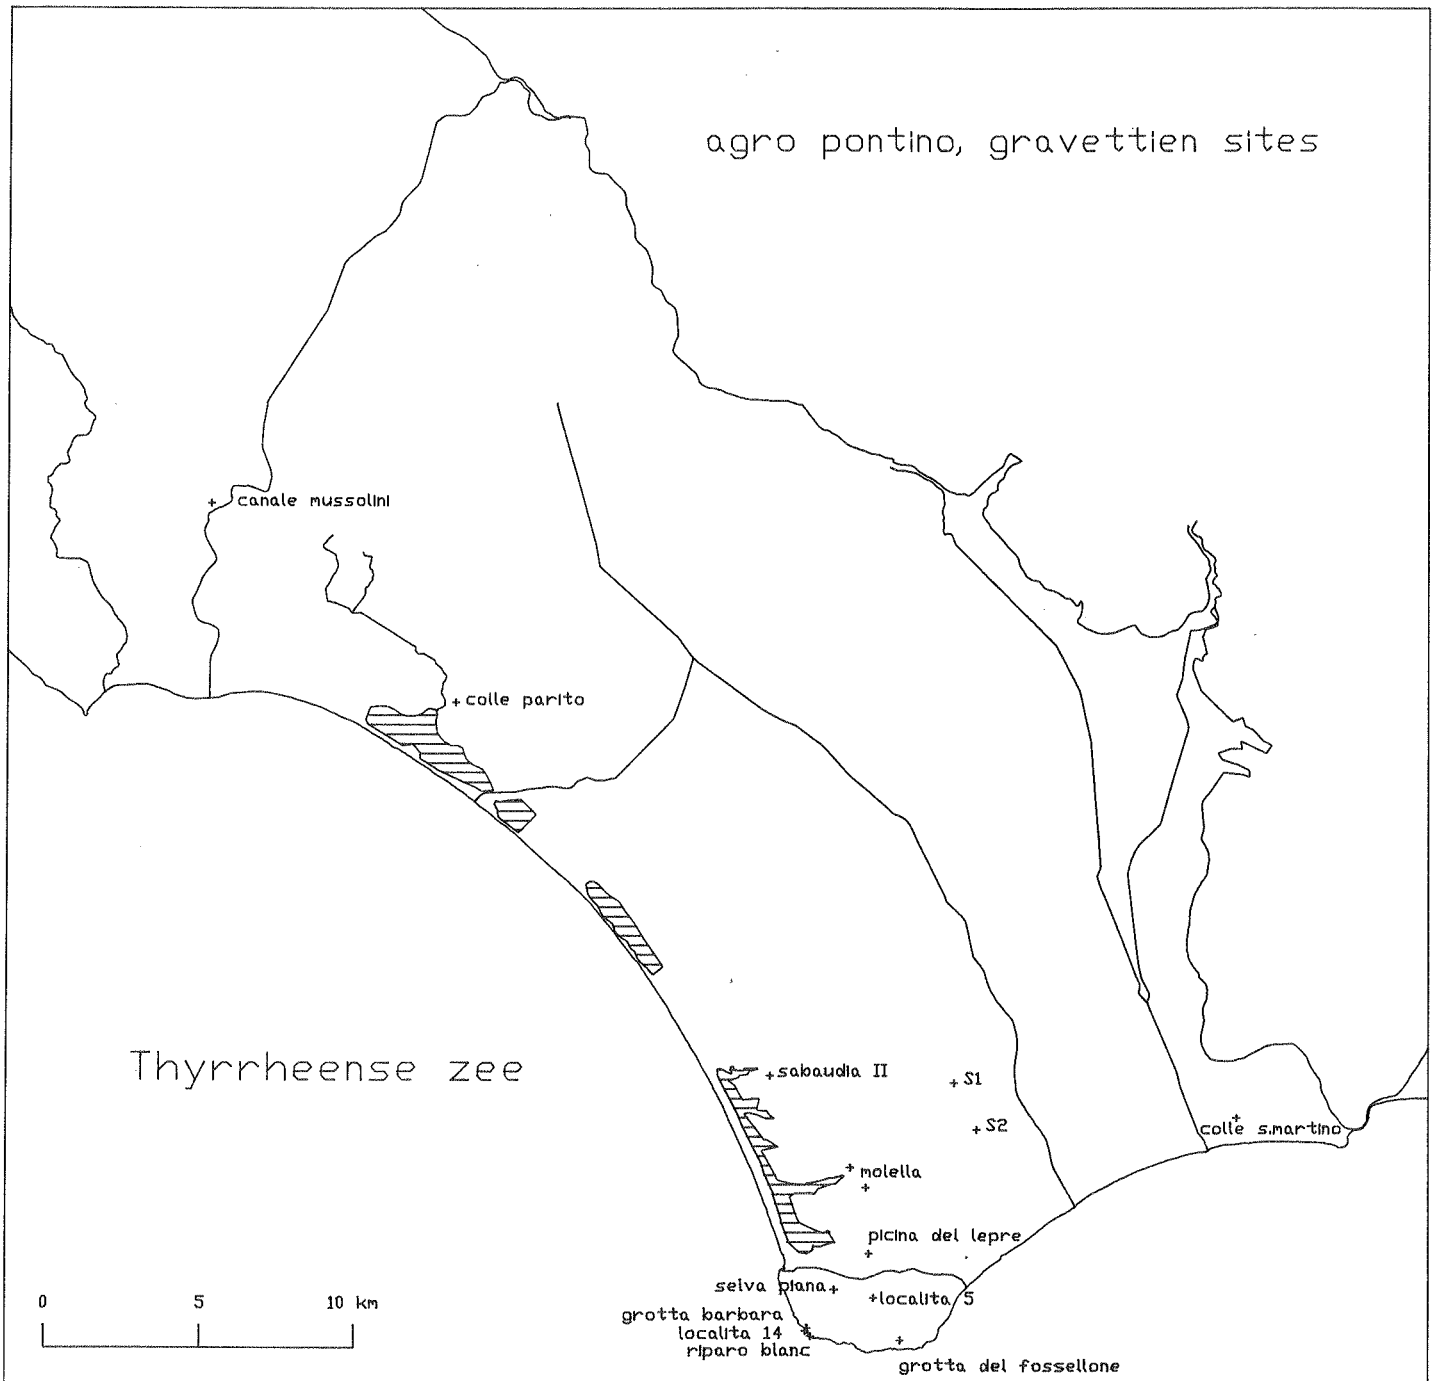 agro pontino, gravettien sites
canale mussolini
colle parito
Thyrrheense zee
sabaudia II
S1
S2
colle s.martino
molella
picina del lepre
selva piana
localita 5
0 5 10 km
grotta barbara
localita 14
riparo blanc
grotta del fossellone